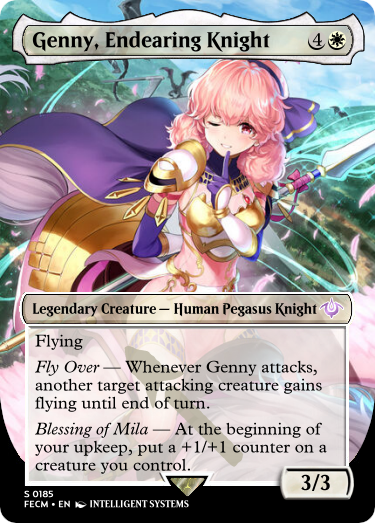 Genny, Endearing Knight 4
Legendary Creature — Human Pegasus Knight
Flying
Fly Over — Whenever Genny attacks,
another target attacking creature gains
flying until end of turn.
Blessing of Mila — At the beginning of
your upkeep, put a +1/+1 counter on a
creature you control.
3/3
S 0185
FECM • EN INTELLIGENT SYSTEMS